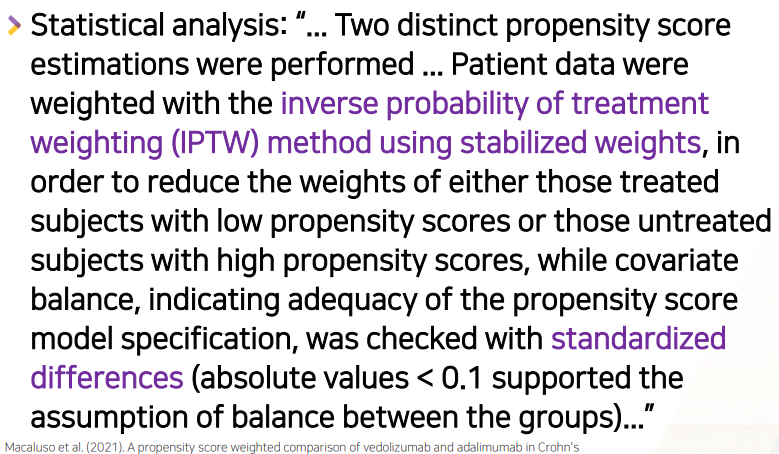 Statistical analysis: “... Two distinct propensity score
estimations were performed ... Patient data were
weighted with the inverse probability of treatment
weighting (IPTW) method using stabilized weights, in
order to reduce the weights of either those treated
subjects with low propensity scores or those untreated
subjects with high propensity scores, while covariate
balance, indicating adequacy of the propensity score
model specification, was checked with standardized
differences (absolute values < 0.1 supported the
assumption of balance between the groups)...”
Macaluso et al. (2021). A propensity score weighted comparison of vedolizumab and adalimumab in Crohn’s